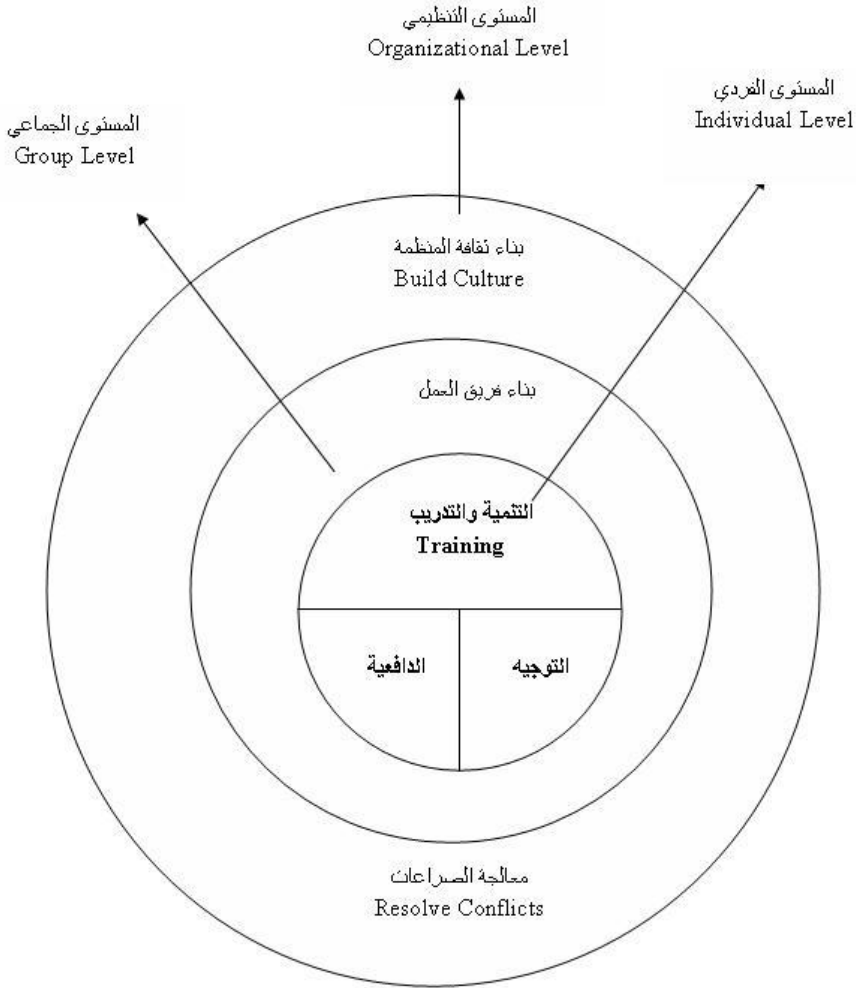 المستوى التنظيمي
Organizational Level
المستوى الفردي
Individual Level
المستوى الجماعي
Group Level
بناء ثقافة المنظمة
Build Culture
بناء فريق العمل
التنمية والتدريب
Training
التوجيه
الدافعية
معالجة الصراعات
Resolve Conflicts